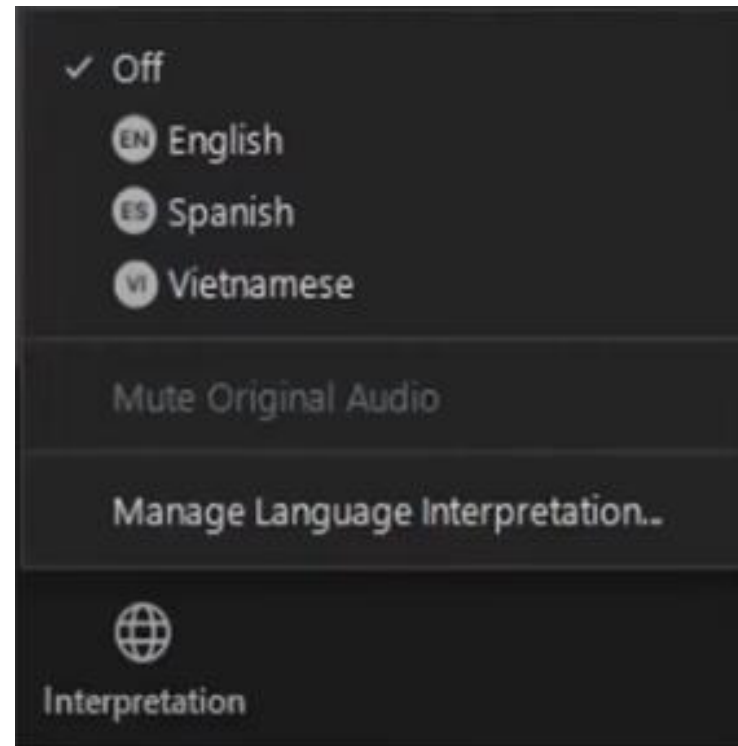 Off
EN English
ES Spanish
VI Vietnamese
Mute Original Audio
Manage Language Interpretation...
Interpretation